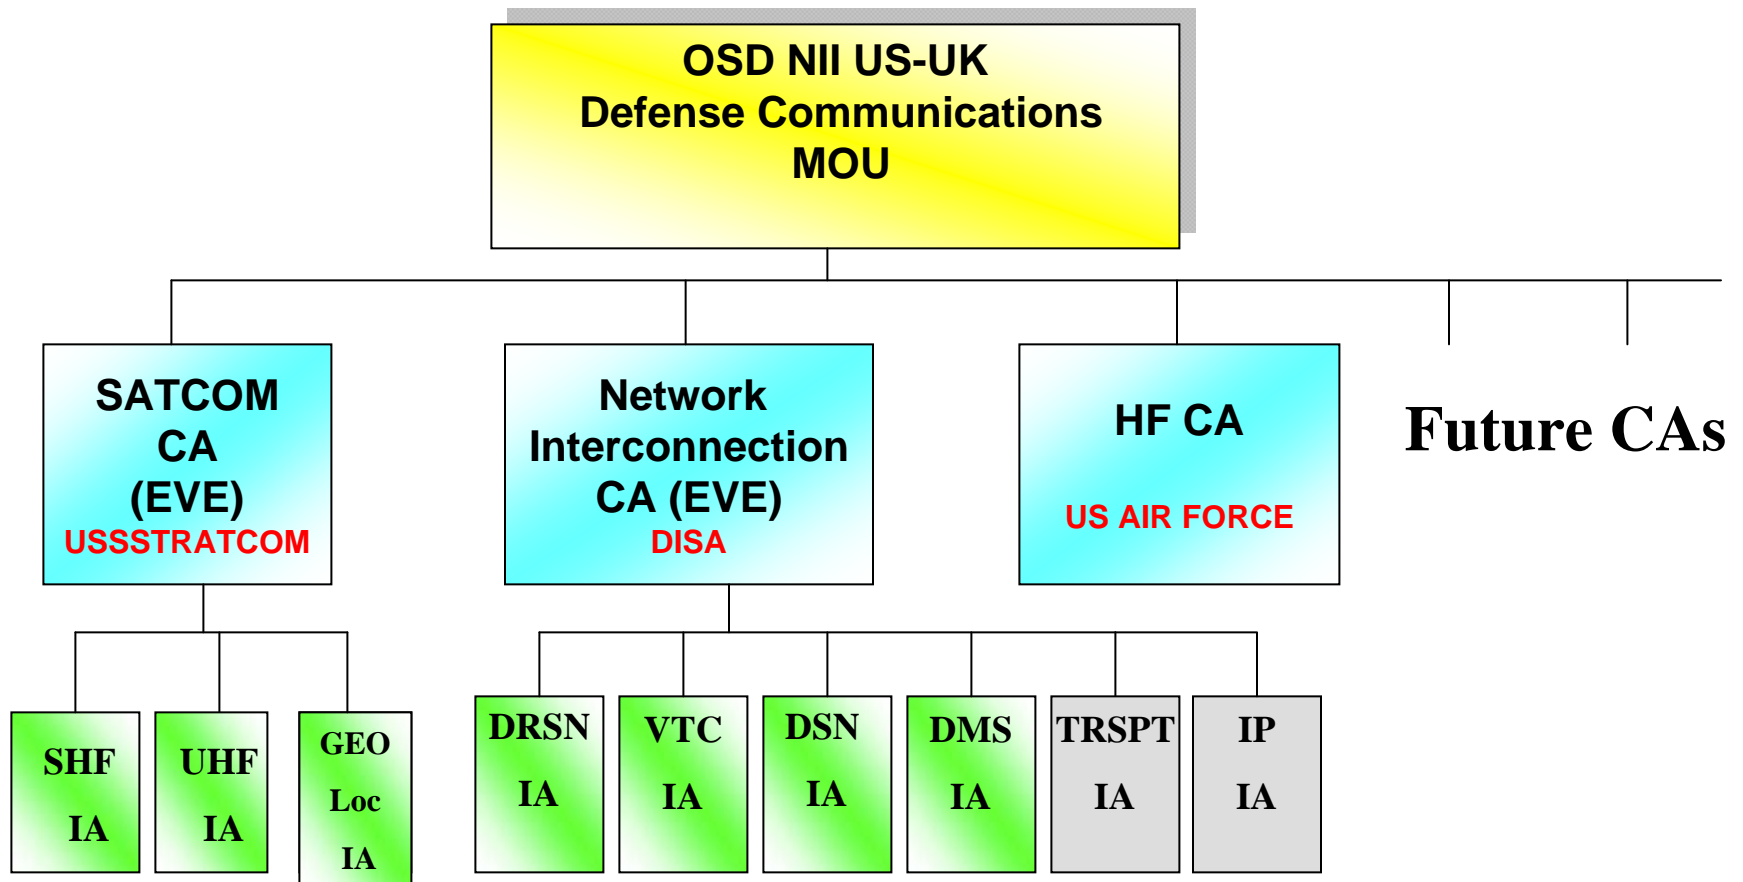 OSD NII US-UK
Defense Communications
MOU
SATCOM
CA
(EVE)
USSSTRATCOM
Network
Interconnection
CA (EVE)
DISA
HF CA
US AIR FORCE
Future CAs
SHF
IA
UHF
IA
GEO
Loc
IA
DRSN
IA
VTC
IA
DSN
IA
DMS
IA
TRSPT
IA
IP
IA